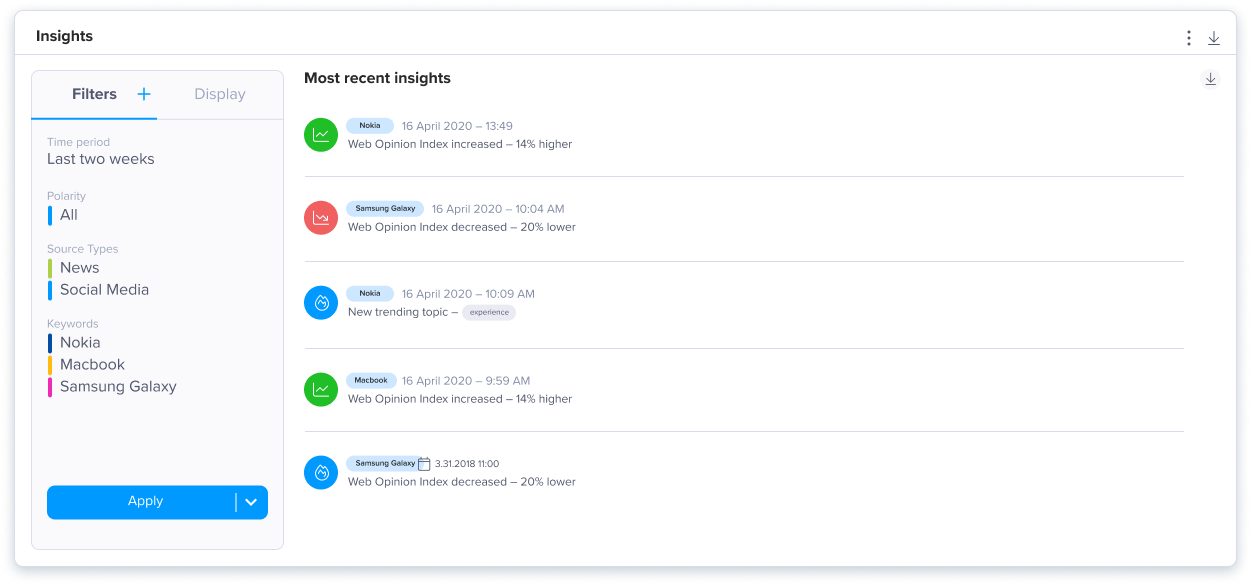 Insights
Filters +
Display
Time period
Last two weeks
Polarity
All
Source Types
News
Social Media
Keywords
Nokia
Macbook
Samsung Galaxy
Apply
Most recent insights
Nokia 16 April 2020 – 13:49
Web Opinion Index increased – 14% higher
Samsung Galaxy 16 April 2020 – 10:04 AM
Web Opinion Index decreased – 20% lower
Nokia 16 April 2020 – 10:09 AM
New trending topic – experience
Macbook 16 April 2020 – 9:59 AM
Web Opinion Index increased – 14% higher
Samsung Galaxy 3.31.2018 11:00
Web Opinion Index decreased – 20% lower